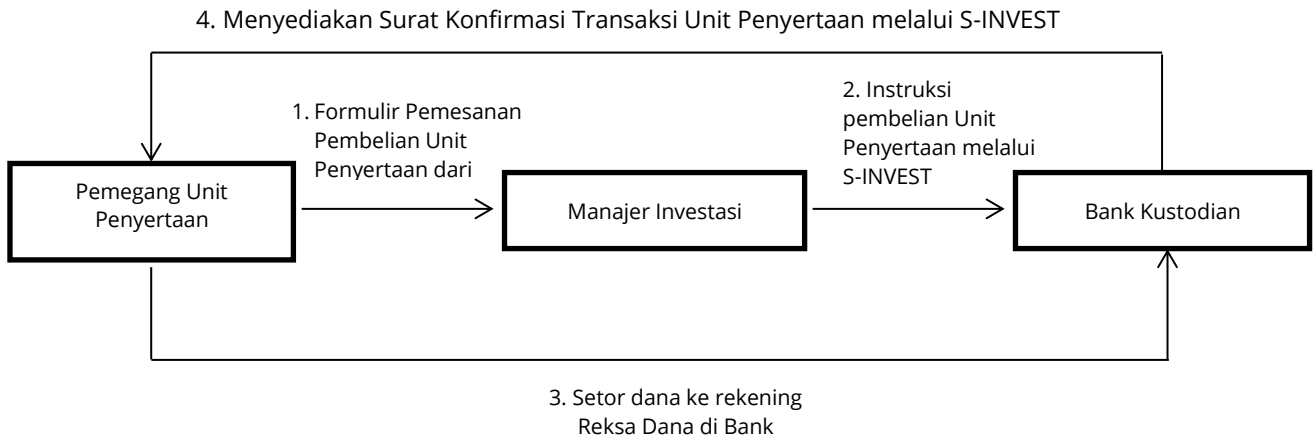 4. Menyediakan Surat Konfirmasi Transaksi Unit Penyertaan melalui S-INVEST
1. Formulir Pemesanan
Pembelian Unit
Penyertaan dari
2. Instruksi
pembelian Unit
Penyertaan melalui
S-INVEST
Pemegang Unit
Penyertaan
Manajer Investasi
Bank Kustodian
3. Setor dana ke rekening
Reksa Dana di Bank